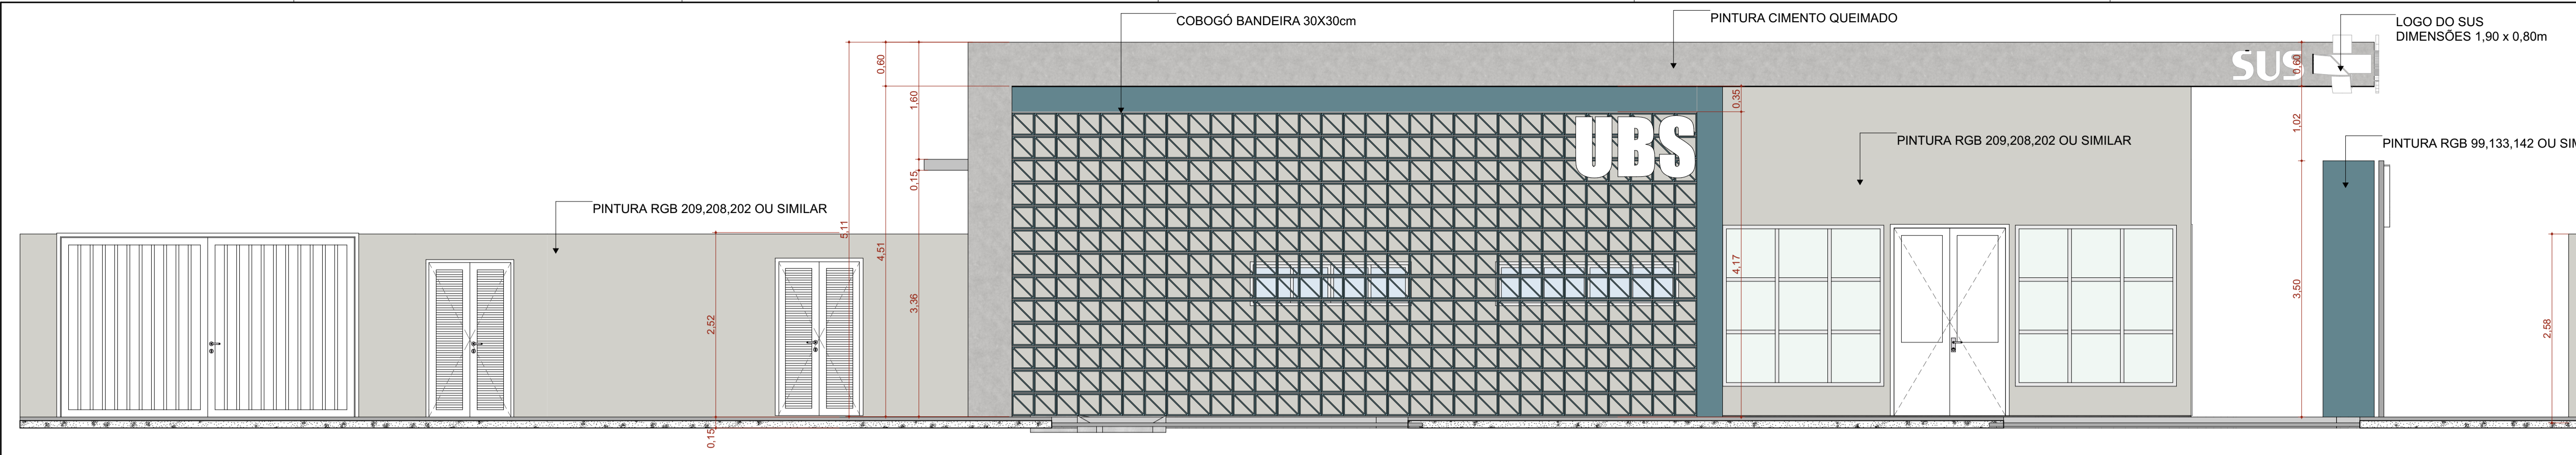 COBOGÓ BANDEIRA 30X30cm
PINTURA CIMENTO QUEIMADO
LOGO DO SUS
DIMENSÕES 1,90 x 0,80m
SUS
0,60
0,60
1,60
0,35
1,02
UBS
PINTURA RGB 209,208,202 OU SIMILAR
PINTURA RGB 99,133,142 OU SI
0,15
PINTURA RGB 209,208,202 OU SIMILAR
5,11
4,51
4,17
3,36
3,50
2,52
2,58
0,15